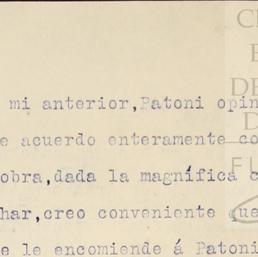 mi anterior,Patoni opin
e acuerdo enteramente co
obra,dada la magnífica c
har,creo conveniente que
e le encomiende á Patoni